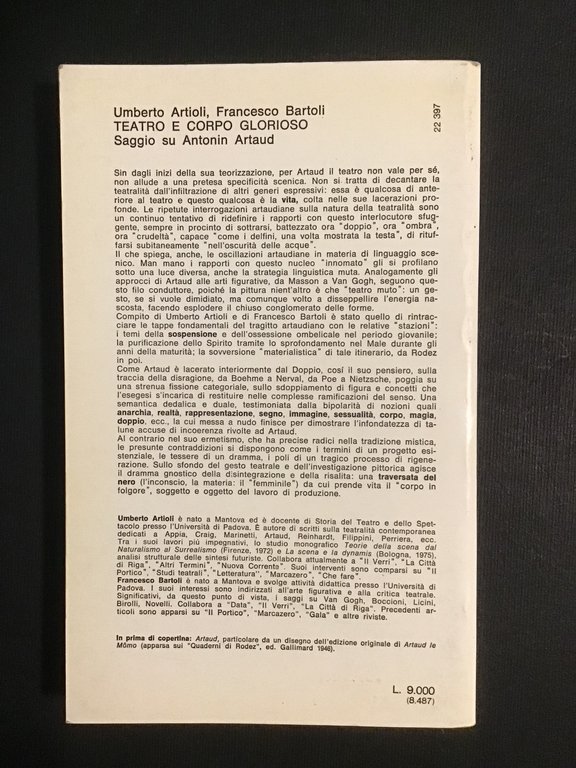 Umberto Artioli, Francesco Bartoli
TEATRO E CORPO GLORIOSO
Saggio su Antonin Artaud
22 397
Sin dagli inizi della sua teorizzazione, per Artaud il teatro non vale per sé,
non allude a una pretesa specificità scenica. Non si tratta di decantare la
teatralità dall'infiltrazione di altri generi espressivi: essa è qualcosa di ante-
riore al teatro e questo qualcosa è la vita, colta nelle sue lacerazioni pro-
fonde. Le ripetute interrogazioni artaudiane sulla natura della teatralità sono
un continuo tentativo di ridefinire i rapporti con questo interlocutore sfug-
gente, sempre in procinto di sottrarsi, battezzato ora "doppio", ora "ombra",
ora "crudeltà", capace "come i delfini, una volta mostrata la testa", di rituf-
farsi subitaneamente "nell'oscurità delle acque".
Il che spiega, anche, le oscillazioni artaudiane in materia di linguaggio sce-
nico. Man mano i rapporti con questo nucleo "innomato" gli si profilano
sotto una luce diversa, anche la strategia linguistica muta. Analogamente gli
approcci di Artaud alle arti figurative, da Masson a Van Gogh, seguono que-
sto filo conduttore, poiché la pittura nient'altro è che "teatro muto": un ge-
sto, se si vuole dimidiato, ma comunque volto a disseppellire l'energia na-
scosta, facendo esplodere il chiuso conglomerato delle forme.
Compito di Umberto Artioli e di Francesco Bartoli è stato quello di rintrac-
ciare le tappe fondamentali del tragitto artaudiano con le relative "stazioni":
i temi della sospensione e dell'ossessione ombelicale nel periodo giovanile;
la purificazione dello Spirito tramite lo sprofondamento nel Male durante gli
anni della maturità; la sovversione "materialistica" di tale itinerario, da Rodez
in poi.
Come Artaud è lacerato interiormente dal Doppio, così il suo pensiero, sulla
traccia della disragione, da Boehme a Nerval, da Poe a Nietzsche, poggia su
una strenua fissione categoriale, sullo sdoppiamento di figura e concetti che
l'esegesi s'incarica di restituire nelle complesse ramificazioni del senso. Una
semantica dedalica e duale, testimoniata dalla bipolarità di nozioni quali
anarchia, realtà, rappresentazione, segno, immagine, sessualità, corpo, magia,
doppio, ecc., la cui messa a nudo finisce per dimostrare l'infondatezza di ta-
lune accuse di incoerenza rivolte ad Artaud.
Al contrario nel suo ermetismo, che ha precise radici nella tradizione mistica,
le presunte contraddizioni si dispongono come i termini di un progetto esi-
stenziale, le tessere di un dramma, i poli di un tragico processo di rigene-
razione. Sullo sfondo del gesto teatrale e dell'investigazione pittorica agisce
il dramma gnostico della disintegrazione e della risalita: una traversata del
nero (l'inconscio, la materia: il "femminile") da cui prende vita il "corpo in
folgore", soggetto e oggetto del lavoro di produzione.
Umberto Artioli è nato a Mantova ed è docente di Storia del Teatro e dello Spet-
tacolo presso l'Università di Padova. È autore di scritti sulla teatralità contemporanea
dedicati a Appia, Craig, Marinetti, Artaud, Reinhardt, Filippini, Perriera, ecc.
Tra i suoi lavori più impegnativi, lo studio monografico Teorie della scena dal
Naturalismo al Surrealismo (Firenze, 1972) e La scena e la dynamis (Bologna, 1975),
analisi strutturale delle sintesi futuriste. Collabora attualmente a "Il Verri", "La Città
di Riga", "Altri Termini", "Nuova Corrente". Suoi interventi sono comparsi su "Il
Portico", "Studi teatrali", "Letteratura", "Marcazero", "Che fare".
Francesco Bartoli è nato a Mantova e svolge attività didattica presso l'Università di
Padova. I suoi interessi sono indirizzati all'arte figurativa e alla critica teatrale.
Significativi, da questo punto di vista, i saggi su Van Gogh, Boccioni, Licini,
Birolli, Novelli. Collabora a "Data", "Il Verri", "La Città di Riga". Precedenti ar-
ticoli sono apparsi su "Il Portico", "Marcazero", "Gala" e altre riviste.
In prima di copertina: Artaud, particolare da un disegno dell'edizione originale di Artaud le
Mômo (apparsa sui "Quaderni di Rodez", ed. Gallimard 1946).
L. 9.000
(8.487)